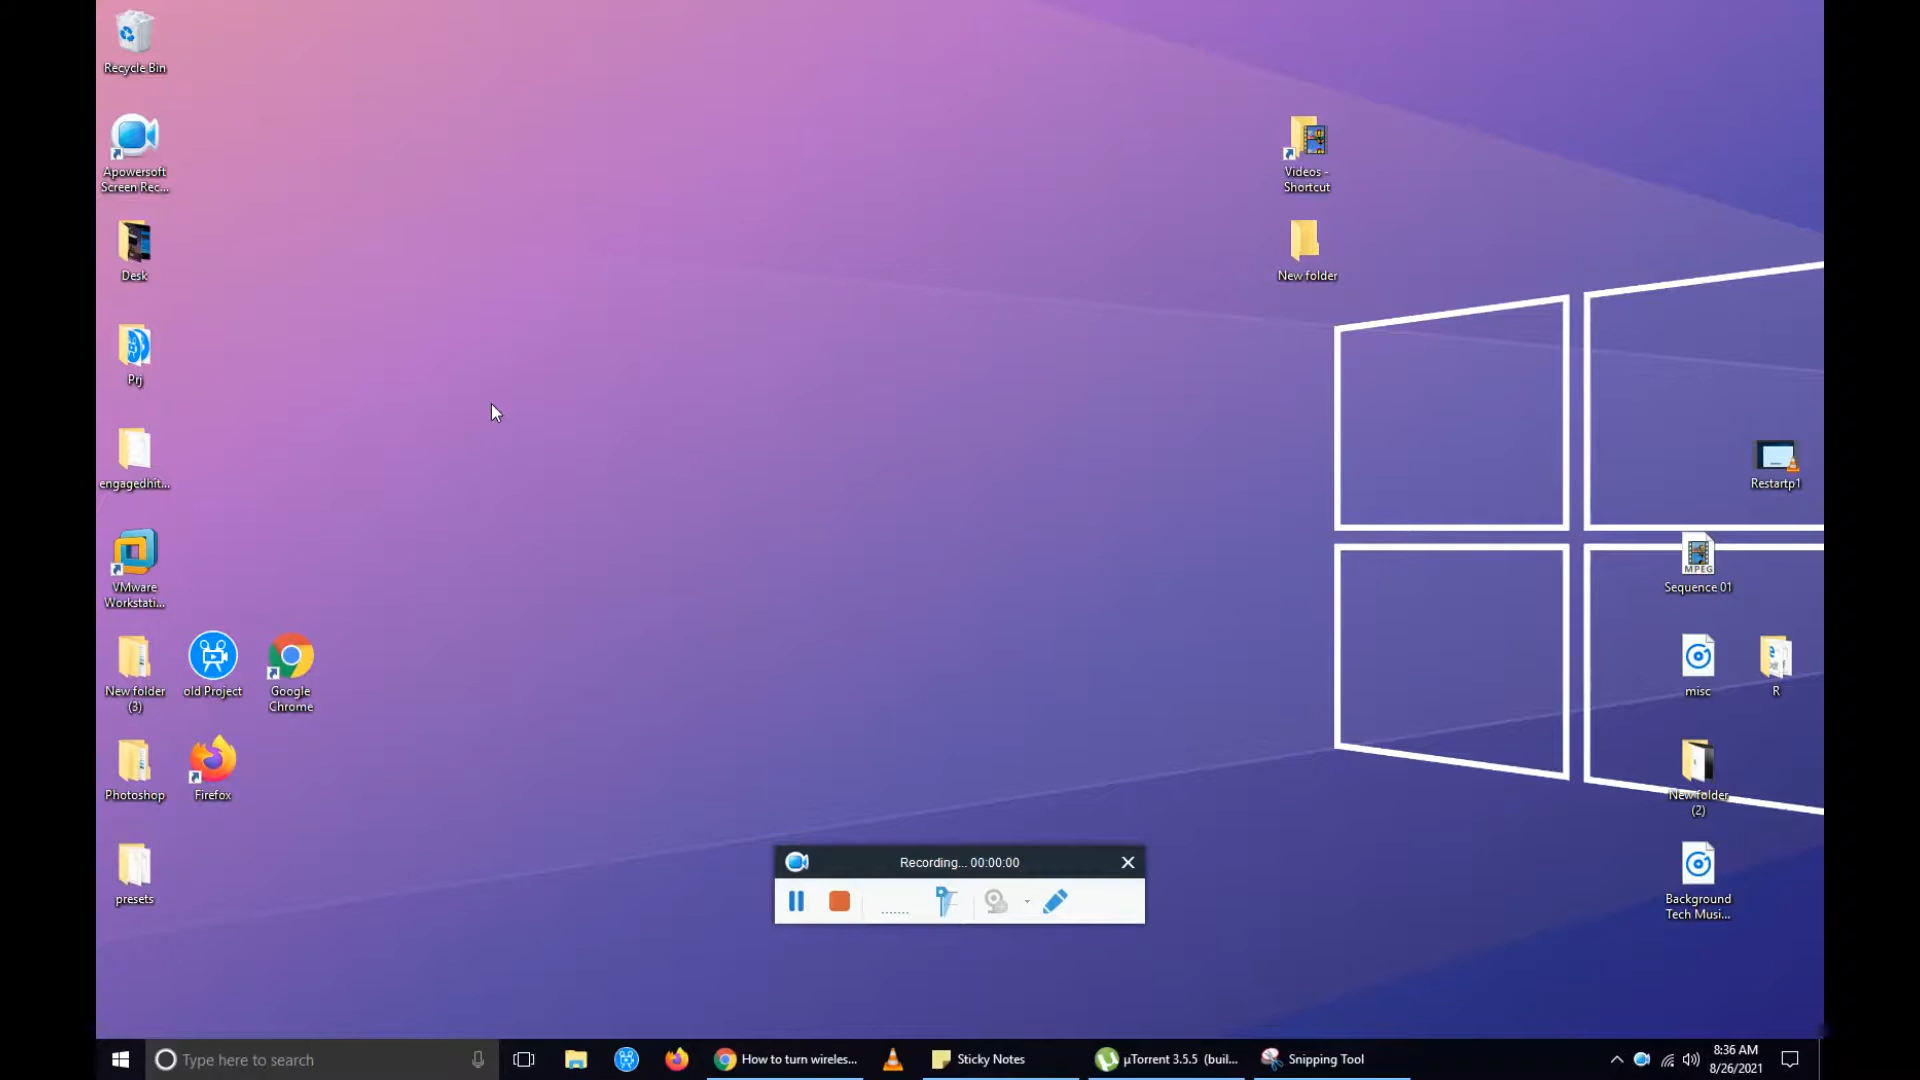 Recycle Bin
Apowersoft
Screen Rec...
Desk
Prj
engagedhit...
VMware
Workstati...
New folder
(3)
old Project
Google
Chrome
Photoshop
Firefox
presets
Videos -
Shortcut
New folder
Restartp1
Sequence 01
MPEG
misc
R
New folder
(2)
Background
Tech Musi...
Recording... 00:00:00
Type here to search
How to turn wireles...
Sticky Notes
µTorrent 3.5.5 (buil...
Snipping Tool
8:36 AM
8/26/2021